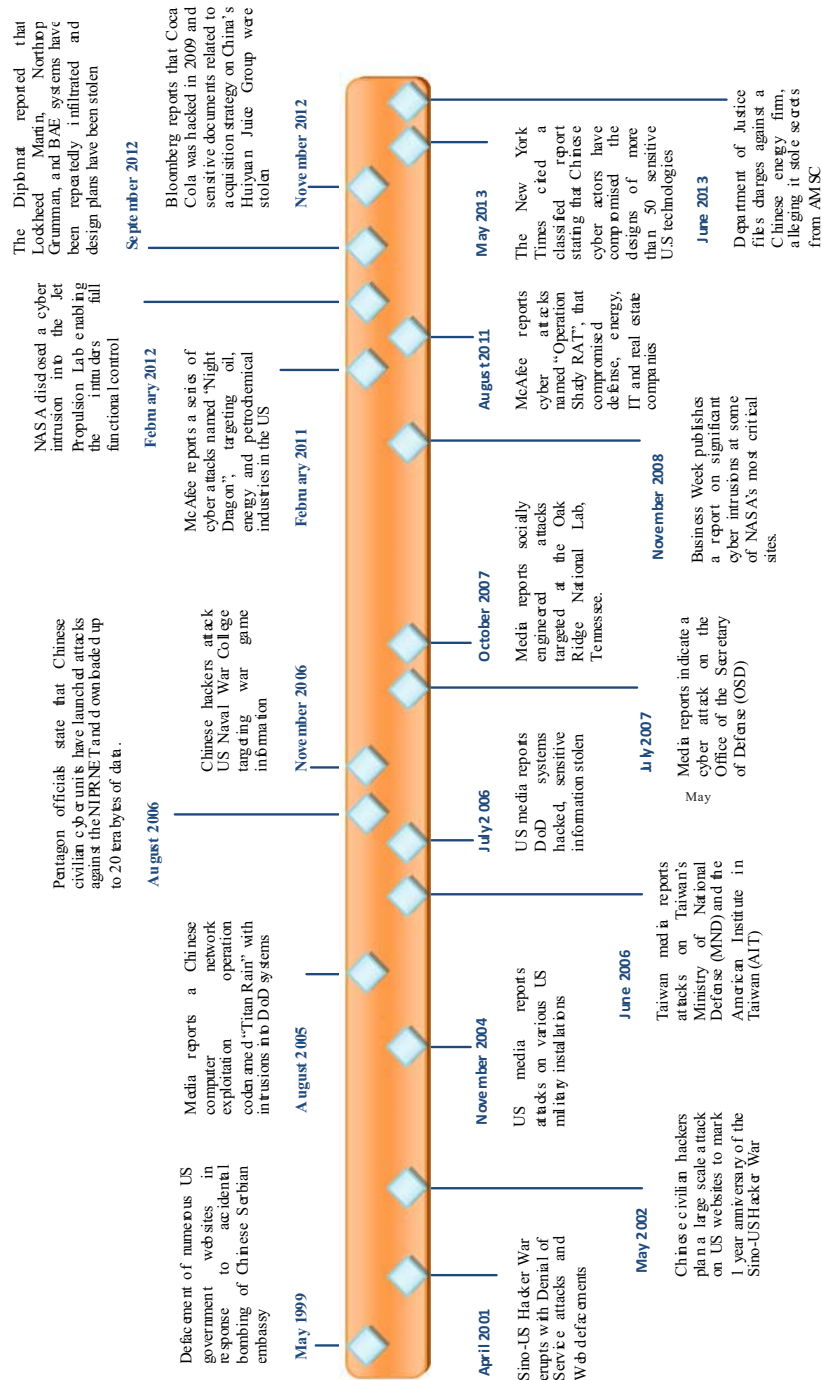 Defacement of numerous US
government websites in
response to accidental
bombing of Chinese Serbian
embassy
May 1999
Media reports a Chinese
computer network
exploitation operation
codenamed "Titan Rain" with
intrusions into DoD systems
August 2005
Pentagon officials state that Chinese
civilian cyber units have launched attacks
against the NIPRNET and downloaded up
to 20 terabytes of data.
August 2006
Chinese hackers attack
US Naval War College
targeting war game
information
November 2006
McAfee reports a series of
cyber attacks named "Night
Dragon", targeting oil,
energy and petrochemical
industries in the US
February 2011
NASA disclosed a cyber
intrusion into the Jet
Propulsion Lab enabling
the intruders full
functional control
February 2012
The Diplomat reported that
Lockheed Martin, Northrop
Grumman, and BAE systems have
been repeatedly infiltrated and
design plans have been stolen
September 2012
Bloomberg reports that Coca
Cola was hacked in 2009 and
sensitive documents related to
acquisition strategy on China's
Huiyuan Juice Group were
stolen
November 2012
April 2001
Sino-US Hacker War
erupts with Denial of
Service attacks and
Web defacements
May 2002
Chinese civilian hackers
plan a large scale attack
on US websites to mark
1 year anniversary of the
Sino-US Hacker War
November 2004
US media reports
attacks on various US
military installations
June 2006
Taiwan media reports
attacks on Taiwan's
Ministry of National
Defense (MND) and the
American Institute in
Taiwan (AIT)
July 2006
US media reports
DoD systems
hacked, sensitive
information stolen
July 2007
Media reports indicate a
cyber attack on the
Office of the Secretary
of Defense (OSD)
May
October 2007
Media reports socially
engineered attacks
targeted at the Oak
Ridge National Lab,
Tennessee.
November 2008
Business Week publishes
a report on significant
cyber intrusions at some
of NASA's most critical
sites.
August 2011
McAfee reports
cyber attacks
named "Operation
Shady RAT", that
compromised
defense, energy,
IT and real estate
companies
May 2013
The New York
Times cited a
classified report
stating that Chinese
cyber actors have
compromised the
designs of more
than 50 sensitive
U.S technologies
June 2013
Department of Justice
files charges against a
Chinese energy firm,
alleging it stole secrets
from AMSC